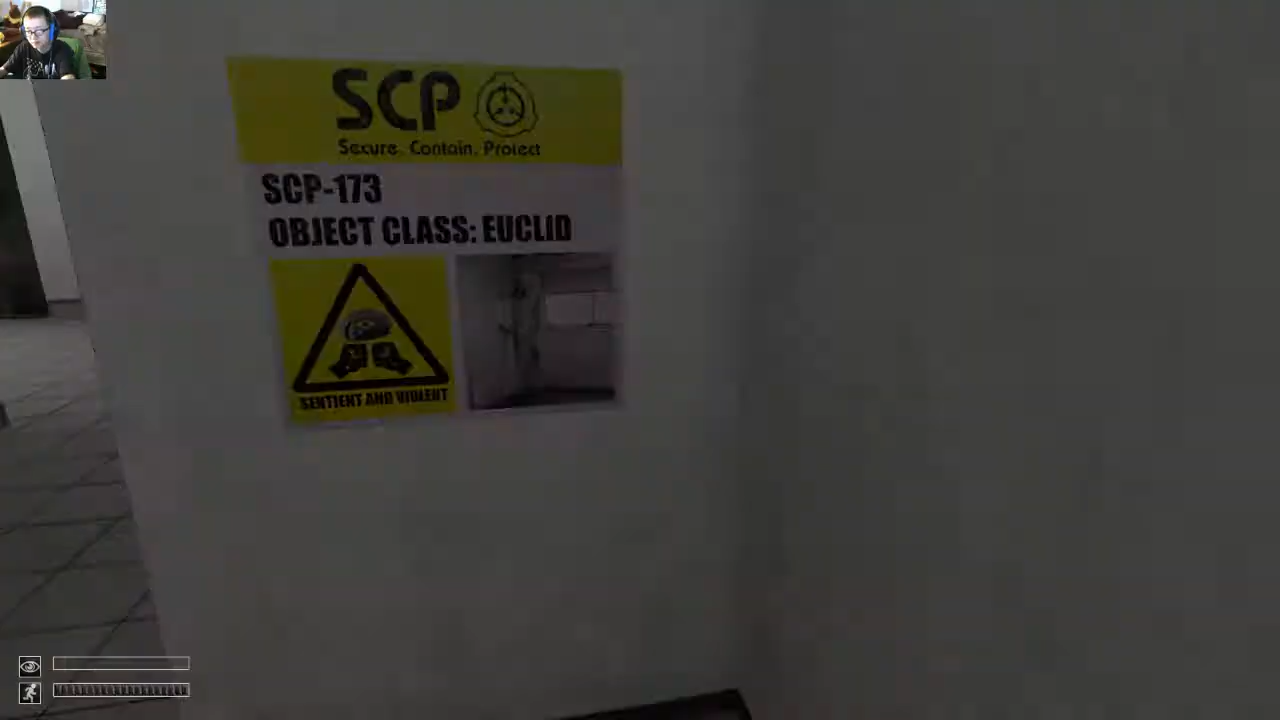 SCP
Secure. Contain. Protect
SCP-173
OBJECT CLASS: EUCLID
SENTIENT AND VIOLENT